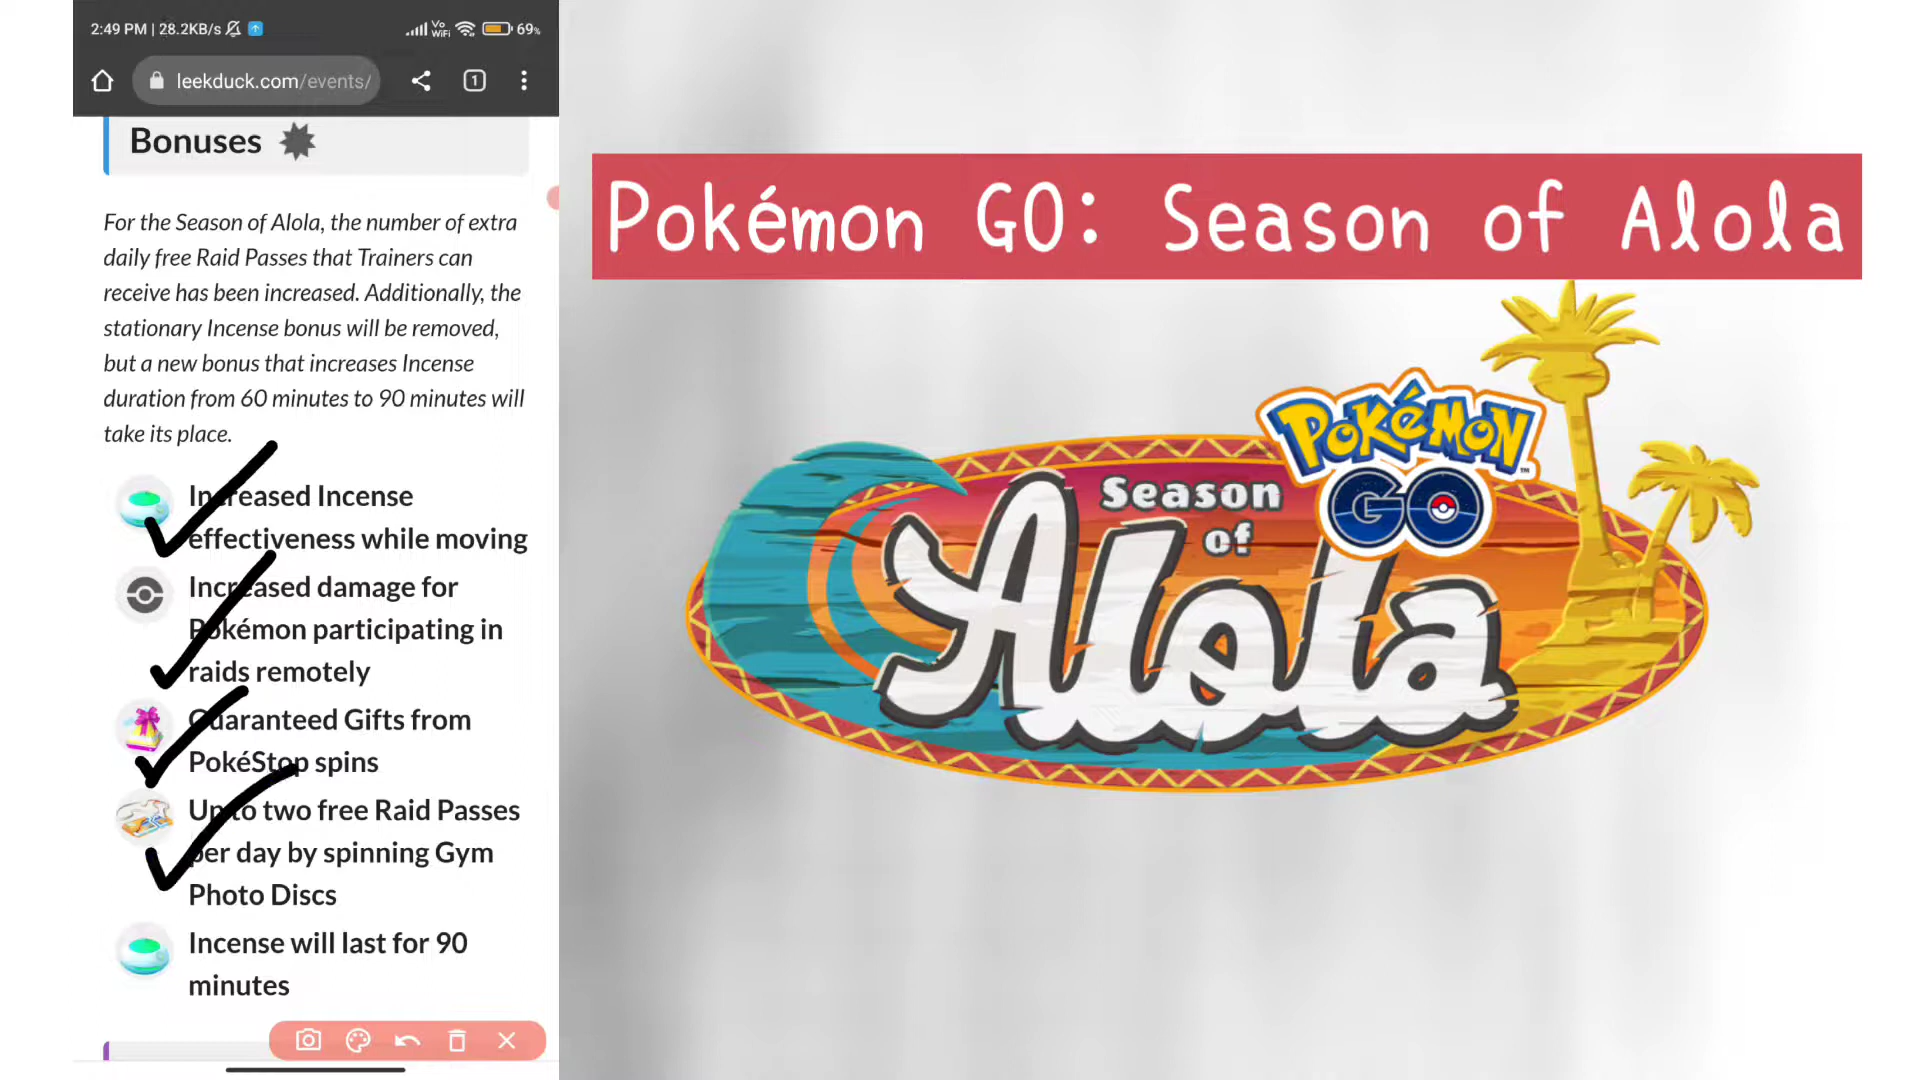 2:49 PM | 28.2KB/s
Vo
WiFi
69%
leekduck.com/events/
1
Bonuses
For the Season of Alola, the number of extra
daily free Raid Passes that Trainers can
receive has been increased. Additionally, the
stationary Incense bonus will be removed,
but a new bonus that increases Incense
duration from 60 minutes to 90 minutes will
take its place.
Increased Incense
effectiveness while moving
Increased damage for
Pokémon participating in
raids remotely
Guaranteed Gifts from
PokéStop spins
Up to two free Raid Passes
per day by spinning Gym
Photo Discs
Incense will last for 90
minutes
Pokémon GO: Season of Alola
POKéMON
TM
GO
Season
of
Alola